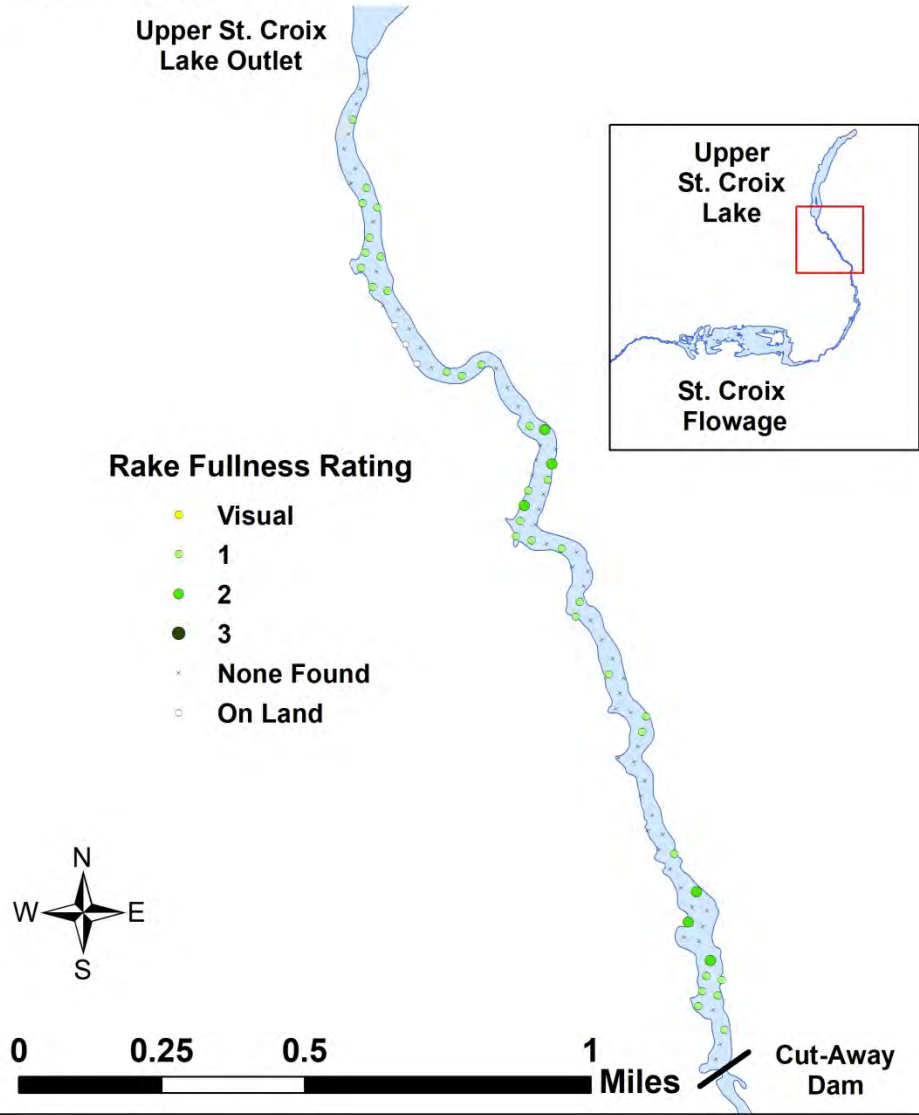 Upper St. Croix
Lake Outlet
Upper
St. Croix
Lake
St. Croix
Flowage
Rake Fullness Rating
Visual
1
2
3
None Found
On Land
N
W
E
S
0
0.25
0.5
1
Miles
Cut-Away
Dam